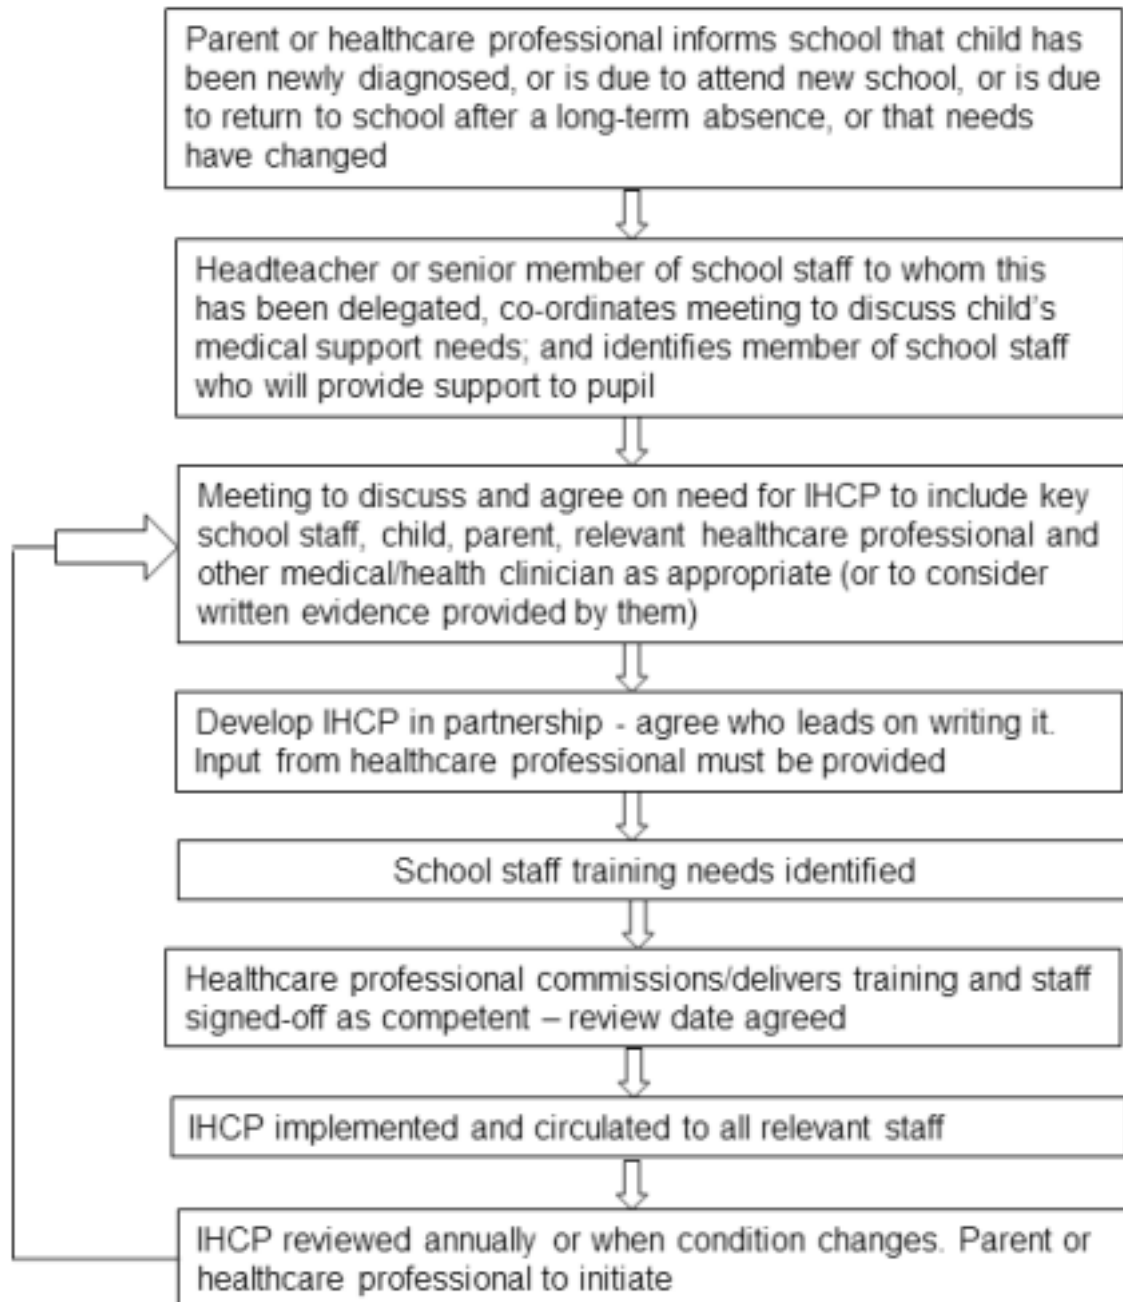 Parent or healthcare professional informs school that child has
been newly diagnosed, or is due to attend new school, or is due
to return to school after a long-term absence, or that needs
have changed
Headteacher or senior member of school staff to whom this
has been delegated, co-ordinates meeting to discuss child's
medical support needs; and identifies member of school staff
who will provide support to pupil
Meeting to discuss and agree on need for IHCP to include key
school staff, child, parent, relevant healthcare professional and
other medical/health clinician as appropriate (or to consider
written evidence provided by them)
Develop IHCP in partnership - agree who leads on writing it.
Input from healthcare professional must be provided
School staff training needs identified
Healthcare professional commissions/delivers training and staff
signed-off as competent – review date agreed
IHCP implemented and circulated to all relevant staff
IHCP reviewed annually or when condition changes. Parent or
healthcare professional to initiate